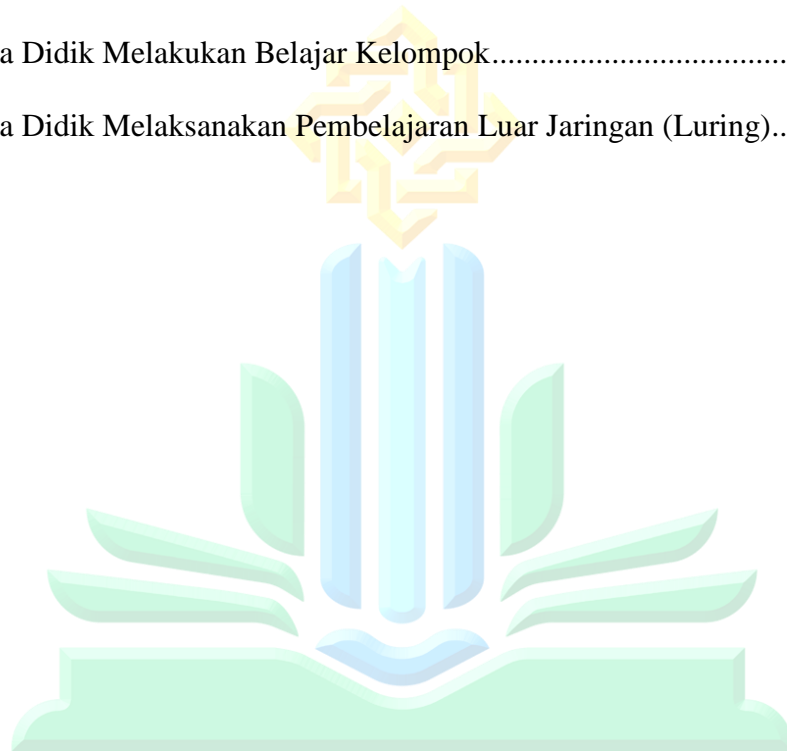 a Didik Melakukan Belajar Kelompok.....................................
a Didik Melaksanakan Pembelajaran Luar Jaringan (Luring)..